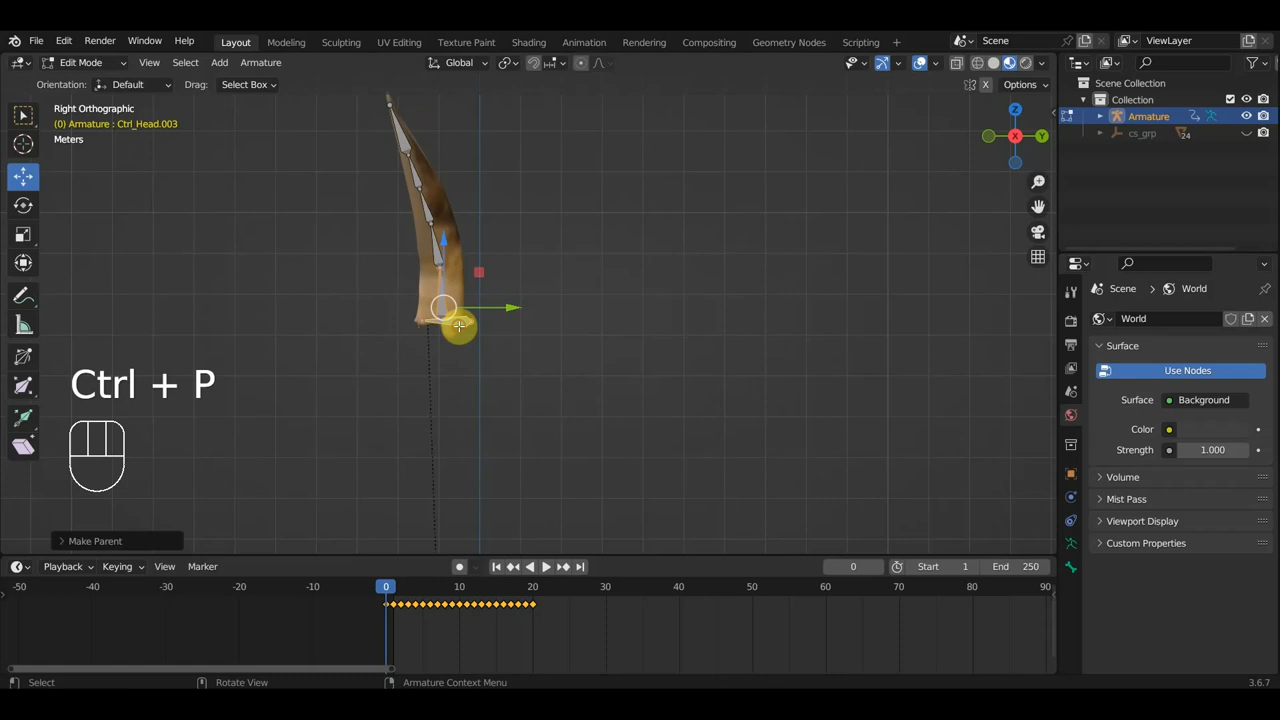 File Edit Render Window Help Layout Modeling Sculpting UV Editing Texture Paint Shading Animation Rendering Compositing Geometry Nodes Scripting + Scene ViewLayer
Edit Mode View Select Add Armature Global
Orientation: Default Drag: Select Box X Options
Scene Collection
Collection
Armature
cs_grp 24
Right Orthographic
(0) Armature : Ctrl_Head.003
Meters
Z
X
Y
Scene World
World
Surface
Use Nodes
Surface Background
Color
Strength 1.000
Volume
Mist Pass
Viewport Display
Custom Properties
Ctrl + P
Make Parent
Playback Keying View Marker 0 Start 1 End 250
-50 -40 -30 -20 -10 0 10 20 30 40 50 60 70 80 90
Select Rotate View Armature Context Menu 3.6.7